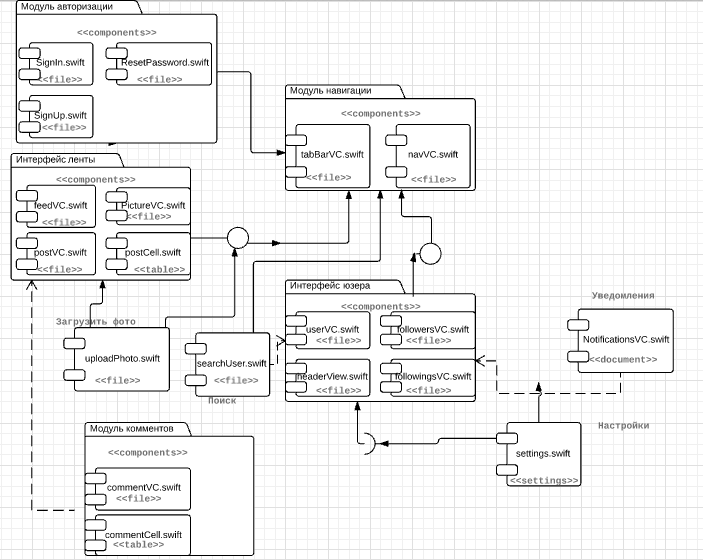 Модуль авторизации
<<components>>
SignIn.swift
<<file>>
ResetPassword.swift
<<file>>
SignUp.swift
<<file>>
Модуль навигации
<<components>>
tabBarVC.swift
<<file>>
navVC.swift
<<file>>
Интерфейс ленты
<<components>>
feedVC.swift
<<file>>
PictureVC.swift
<<file>>
postVC.swift
<<file>>
postCell.swift
<<table>>
Загрузить фото
uploadPhoto.swift
<<file>>
searchUser.swift
<<file>>
Поиск
Интерфейс юзера
<<components>>
userVC.swift
<<file>>
followersVC.swift
<<file>>
headerView.swift
<<file>>
followingsVC.swift
<<file>>
Уведомления
NotificationsVC.swift
<<document>>
Настройки
settings.swift
<<settings>>
Модуль комментов
<<components>>
commentVC.swift
<<file>>
commentCell.swift
<<table>>